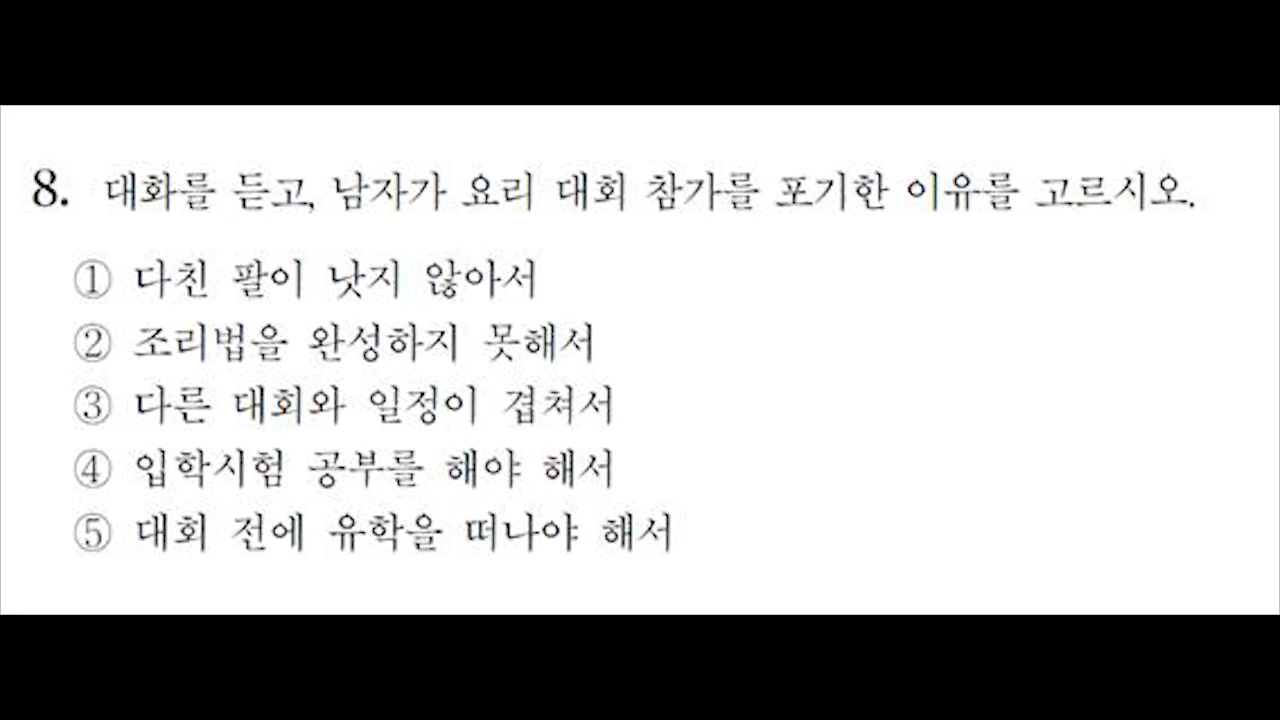 8. 대화를 듣고, 남자가 요리 대회 참가를 포기한 이유를 고르시오.
① 다친 팔이 낫지 않아서
② 조리법을 완성하지 못해서
③ 다른 대회와 일정이 겹쳐서
④ 입학시험 공부를 해야 해서
⑤ 대회 전에 유학을 떠나야 해서